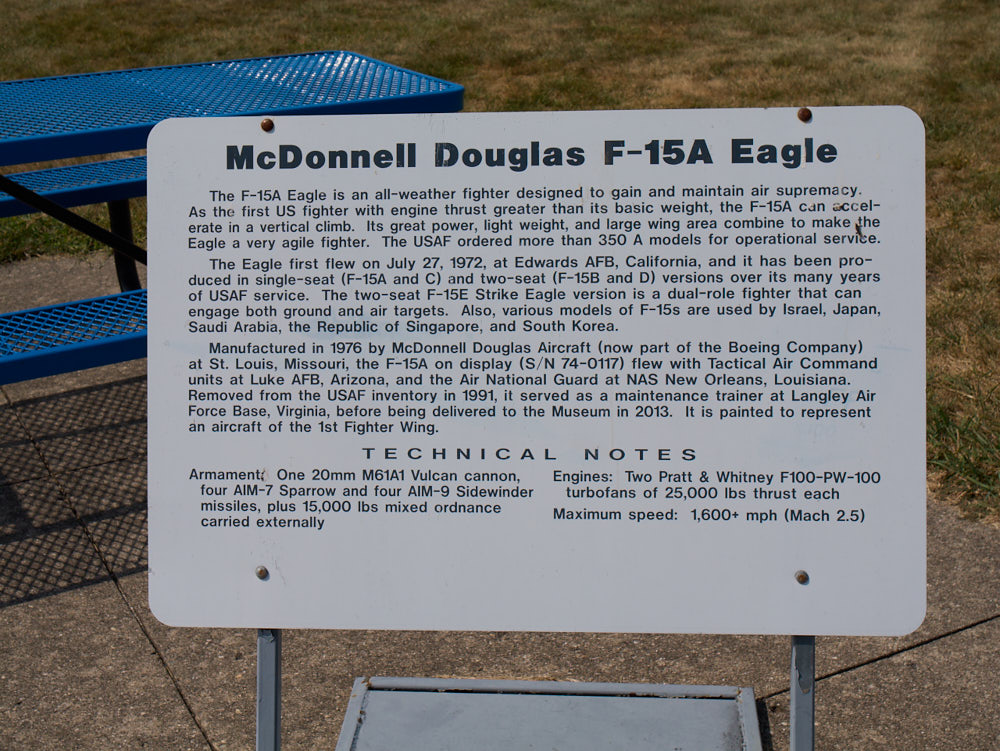 McDonnell Douglas F-15A Eagle
The F-15A Eagle is an all-weather fighter designed to gain and maintain air supremacy.
As the first US fighter with engine thrust greater than its basic weight, the F-15A can accel-
erate in a vertical climb. Its great power, light weight, and large wing area combine to make the
Eagle a very agile fighter. The USAF ordered more than 350 A models for operational service.
The Eagle first flew on July 27, 1972, at Edwards AFB, California, and it has been pro-
duced in single-seat (F-15A and C) and two-seat (F-15B and D) versions over its many years
of USAF service. The two-seat F-15E Strike Eagle version is a dual-role fighter that can
engage both ground and air targets. Also, various models of F-15s are used by Israel, Japan,
Saudi Arabia, the Republic of Singapore, and South Korea.
Manufactured in 1976 by McDonnell Douglas Aircraft (now part of the Boeing Company)
at St. Louis, Missouri, the F-15A on display (S/N 74-0117) flew with Tactical Air Command
units at Luke AFB, Arizona, and the Air National Guard at NAS New Orleans, Louisiana.
Removed from the USAF inventory in 1991, it served as a maintenance trainer at Langley Air
Force Base, Virginia, before being delivered to the Museum in 2013. It is painted to represent
an aircraft of the 1st Fighter Wing.
TECHNICAL NOTES
Armament: One 20mm M61A1 Vulcan cannon,
four AIM-7 Sparrow and four AIM-9 Sidewinder
missiles, plus 15,000 lbs mixed ordnance
carried externally
Engines: Two Pratt & Whitney F100-PW-100
turbofans of 25,000 lbs thrust each
Maximum speed: 1,600+ mph (Mach 2.5)